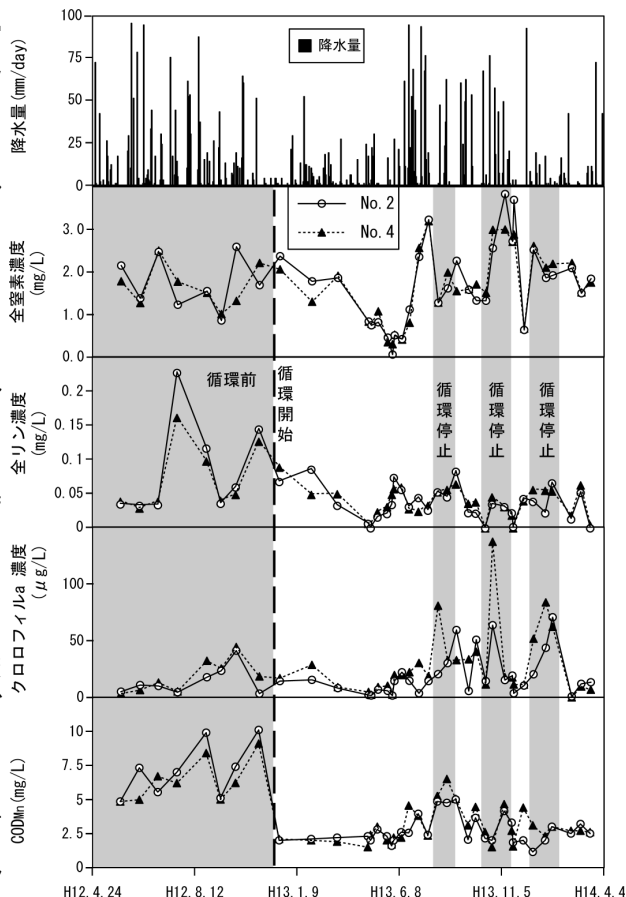 降水量(mm/day)
100
75
50
25
0
降水量
全窒素濃度
(mg/L)
3.0
2.0
1.0
0.0
No.2
No.4
全リン濃度
(mg/L)
0.2
0.15
0.1
0.05
0
循環前
循環開始
循環停止
循環停止
循環停止
クロロフィルa 濃度
(μg/L)
100
50
0
CODMn(mg/L)
10
7.5
5
2.5
0
H12.4.24
H12.8.12
H13.1.9
H13.6.8
H13.11.5
H14.4.4